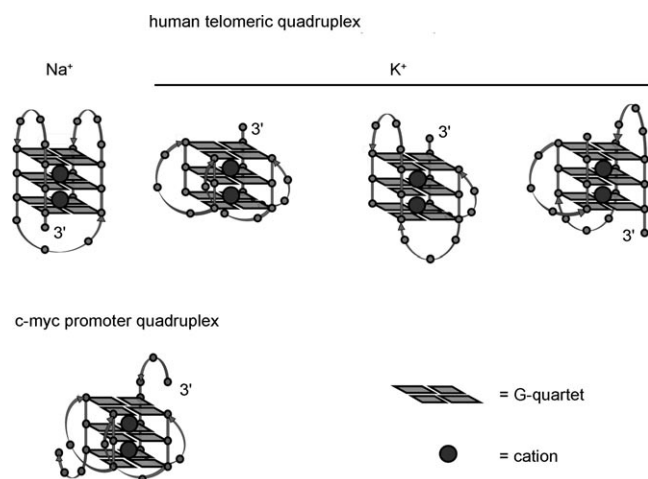 human telomeric quadruplex
Na⁺
K⁺
3'
3'
3'
3'
c-myc promoter quadruplex
3'
= G-quartet
= cation